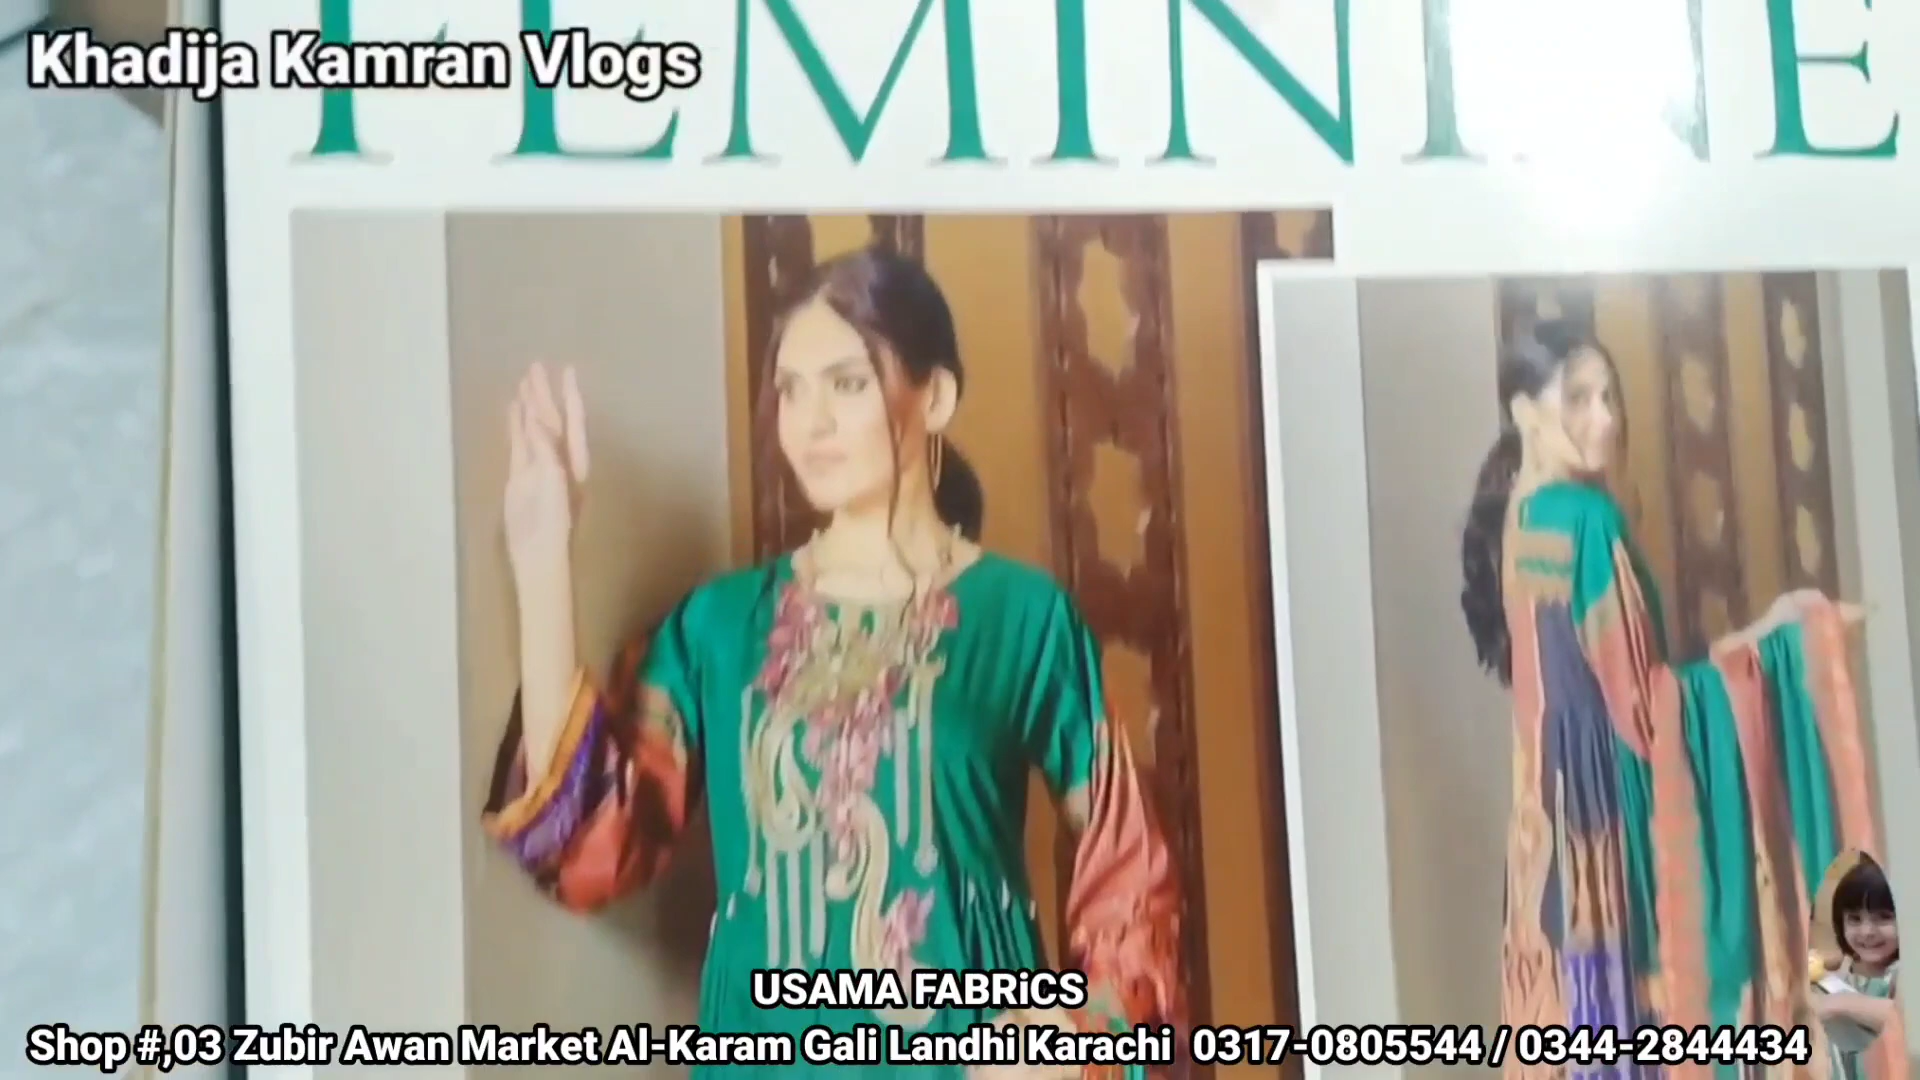 Khadija Kamran Vlogs
FEMININE
USAMA FABRiCS
Shop #,03 Zubir Awan Market Al-Karam Gali Landhi Karachi 0317-0805544 / 0344-2844434